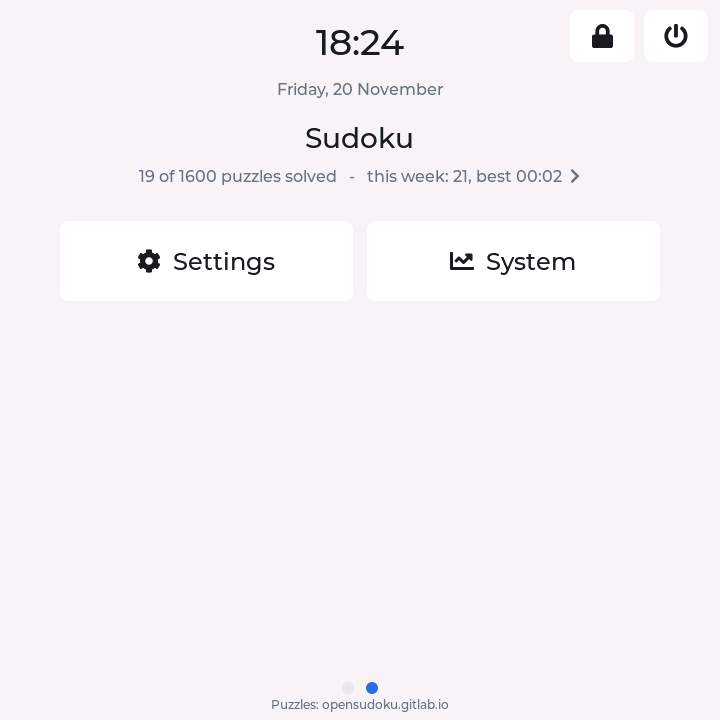 18:24
Friday, 20 November
Sudoku
19 of 1600 puzzles solved - this week: 21, best 00:02
Settings
System
Puzzles: opensudoku.gitlab.io